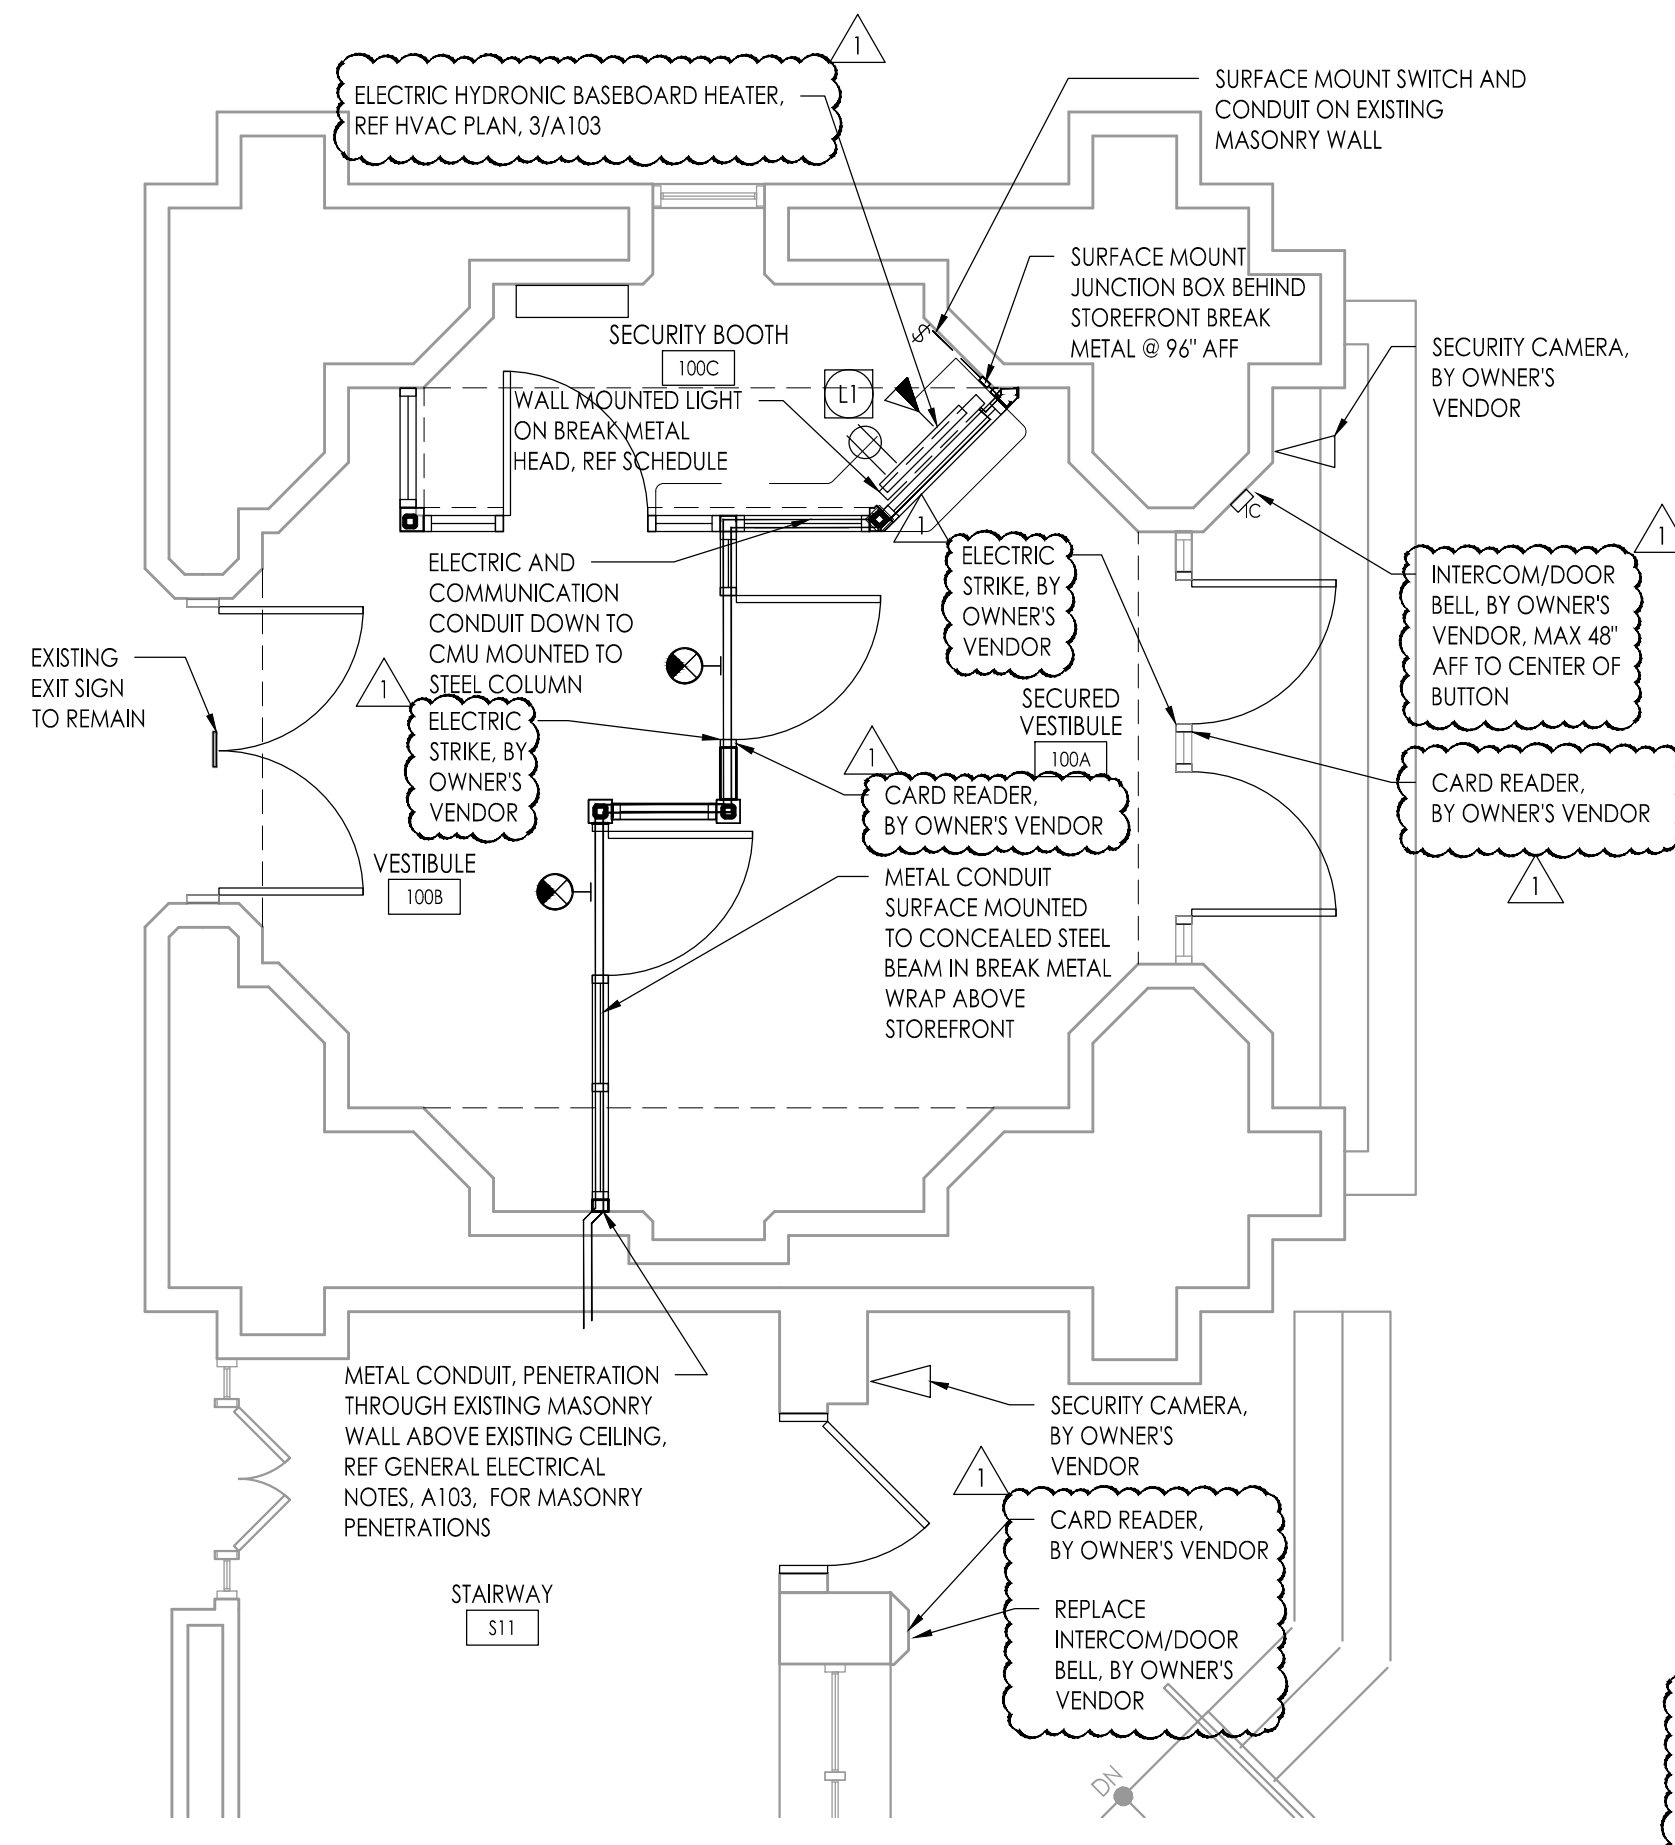 1
ELECTRIC HYDRONIC BASEBOARD HEATER,
REF HVAC PLAN, 3/A103
SURFACE MOUNT SWITCH AND
CONDUIT ON EXISTING
MASONRY WALL
SURFACE MOUNT
JUNCTION BOX BEHIND
STOREFRONT BREAK
METAL @ 96" AFF
SECURITY CAMERA,
BY OWNER'S
VENDOR
SECURITY BOOTH
100C
$
L1
WALL MOUNTED LIGHT
ON BREAK METAL
HEAD, REF SCHEDULE
IC
1
1
INTERCOM/DOOR
BELL, BY OWNER'S
VENDOR, MAX 48"
AFF TO CENTER OF
BUTTON
ELECTRIC
STRIKE, BY
OWNER'S
VENDOR
ELECTRIC AND
COMMUNICATION
CONDUIT DOWN TO
CMU MOUNTED TO
STEEL COLUMN
EXISTING
EXIT SIGN
TO REMAIN
1
ELECTRIC
STRIKE, BY
OWNER'S
VENDOR
SECURED
VESTIBULE
100A
1
CARD READER,
BY OWNER'S VENDOR
CARD READER,
BY OWNER'S VENDOR
1
VESTIBULE
100B
METAL CONDUIT
SURFACE MOUNTED
TO CONCEALED STEEL
BEAM IN BREAK METAL
WRAP ABOVE
STOREFRONT
METAL CONDUIT, PENETRATION
THROUGH EXISTING MASONRY
WALL ABOVE EXISTING CEILING,
REF GENERAL ELECTRICAL
NOTES, A103, FOR MASONRY
PENETRATIONS
SECURITY CAMERA,
BY OWNER'S
VENDOR
1
CARD READER,
BY OWNER'S VENDOR
REPLACE
INTERCOM/DOOR
BELL, BY OWNER'S
VENDOR
STAIRWAY
S11
DN